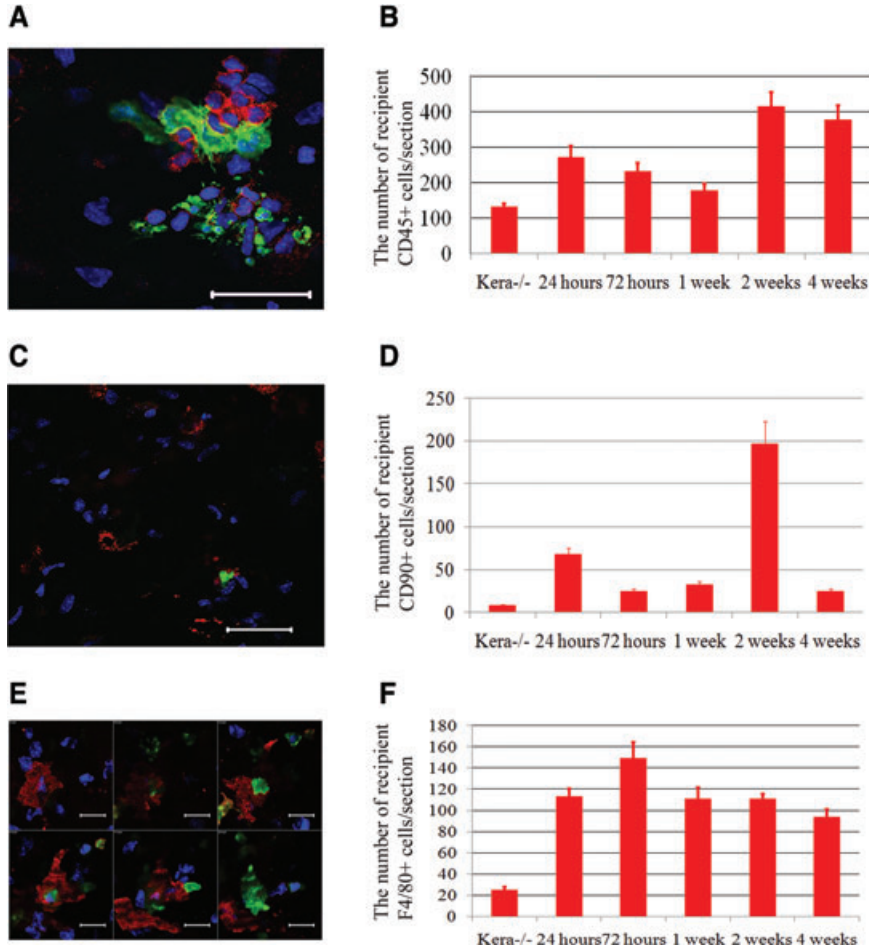 A
B
The number of recipient
CD45+ cells/section
500
400
300
200
100
0
Kera-/- 24 hours 72 hours 1 week 2 weeks 4 weeks
C
D
The number of recipient
CD90+ cells/section
250
200
150
100
50
0
Kera-/- 24 hours 72 hours 1 week 2 weeks 4 weeks
E
F
The number of recipient
F4/80+ cells/section
180
160
140
120
100
80
60
40
20
0
Kera-/- 24 hours 72 hours 1 week 2 weeks 4 weeks